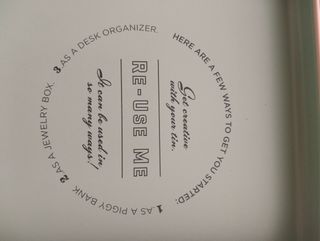 HERE ARE A FEW WAYS TO GET YOU STARTED:
1. AS A PIGGY BANK
2. AS A JEWELRY BOX.
3 AS A DESK ORGANIZER.
Get creative
with your tin.
RE-USE ME
It can be used in
so many ways!